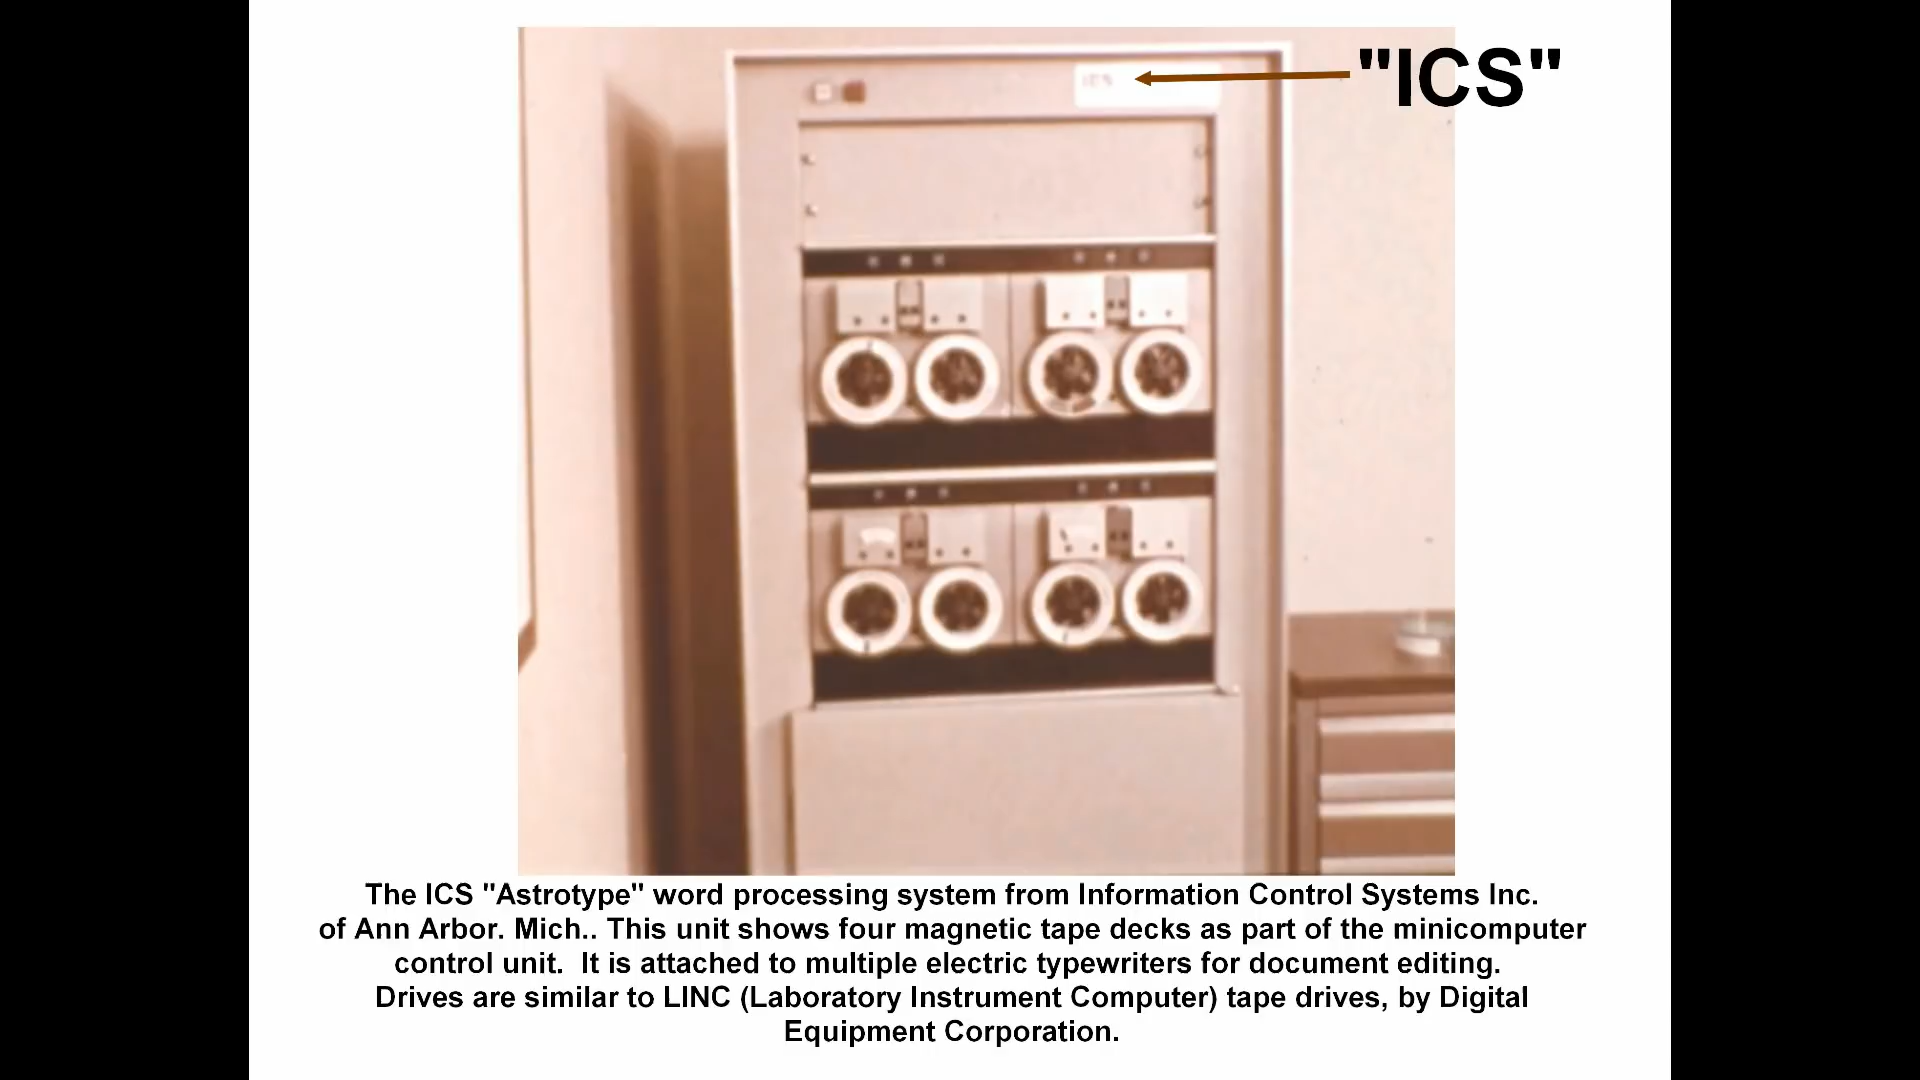 "ICS"
ICS
The ICS "Astrotype" word processing system from Information Control Systems Inc.
of Ann Arbor. Mich.. This unit shows four magnetic tape decks as part of the minicomputer
control unit.  It is attached to multiple electric typewriters for document editing.
Drives are similar to LINC (Laboratory Instrument Computer) tape drives, by Digital
Equipment Corporation.